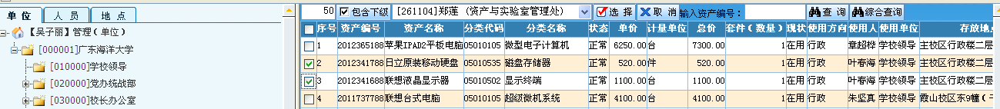 单 位 人 员 地 点
【吴子丽】管理(单位)
[000001]广东海洋大学
[010000]学校领导
[020000]党办统战部
[030000]校长办公室
50 包含下级 [261104]郑莲 (资产与实验室管理处) 选 择 取 消 输入资产编号: 查 询 综合查询
序号 资产编号 资产名称 分类代码 分类名称 状态 单价 计量单位 总价 套件(数量) 现状 使用方向 使用人 使用单位 存放地点
1 2012365188 苹果IPAD2平板电脑 05010105 微型电子计算机 正常 6250.00 台 7300.00 1 在用 行政 章超桦 学校领导 主校区行政楼二层
2 2012341788 日立原装移动硬盘 05010535 磁盘存储器 正常 520.00 件 520.00 1 在用 行政 叶春海 学校领导 主校区行政楼二层
3 2012341688 联想液晶显示器 05010502 显示终端 正常 1100.00 台 1100.00 1 在用 行政 叶春海 学校领导 主校区行政楼二层
4 2011737788 联想台式电脑 05010105 超级微机系统 正常 4100.00 台 4100.00 1 在用 行政 朱坚真 学校领导 霞山校区东9幢(